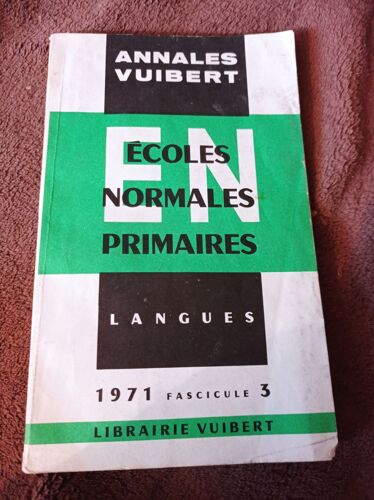 ANNALES
VUIBERT
EN
ÉCOLES
NORMALES
PRIMAIRES
LANGUES
1971 FASCICULE 3
LIBRAIRIE VUIBERT